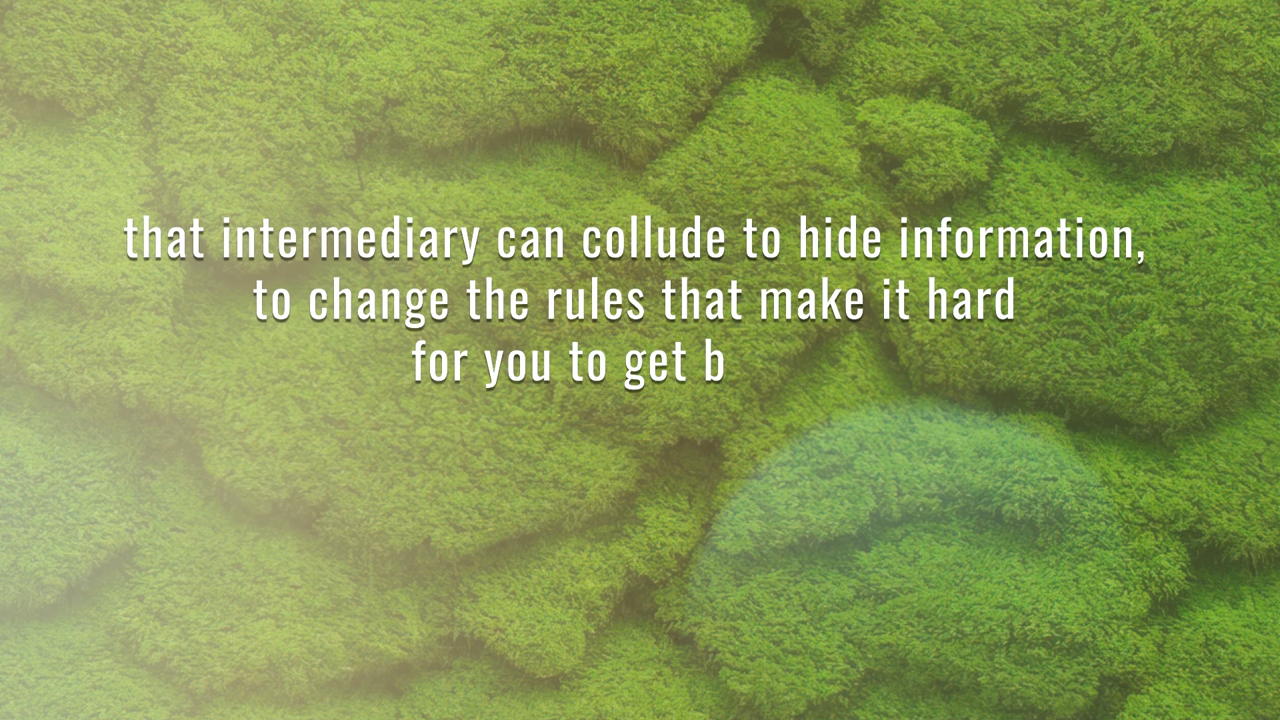 that intermediary can collude to hide information,
to change the rules that make it hard
for you to get b